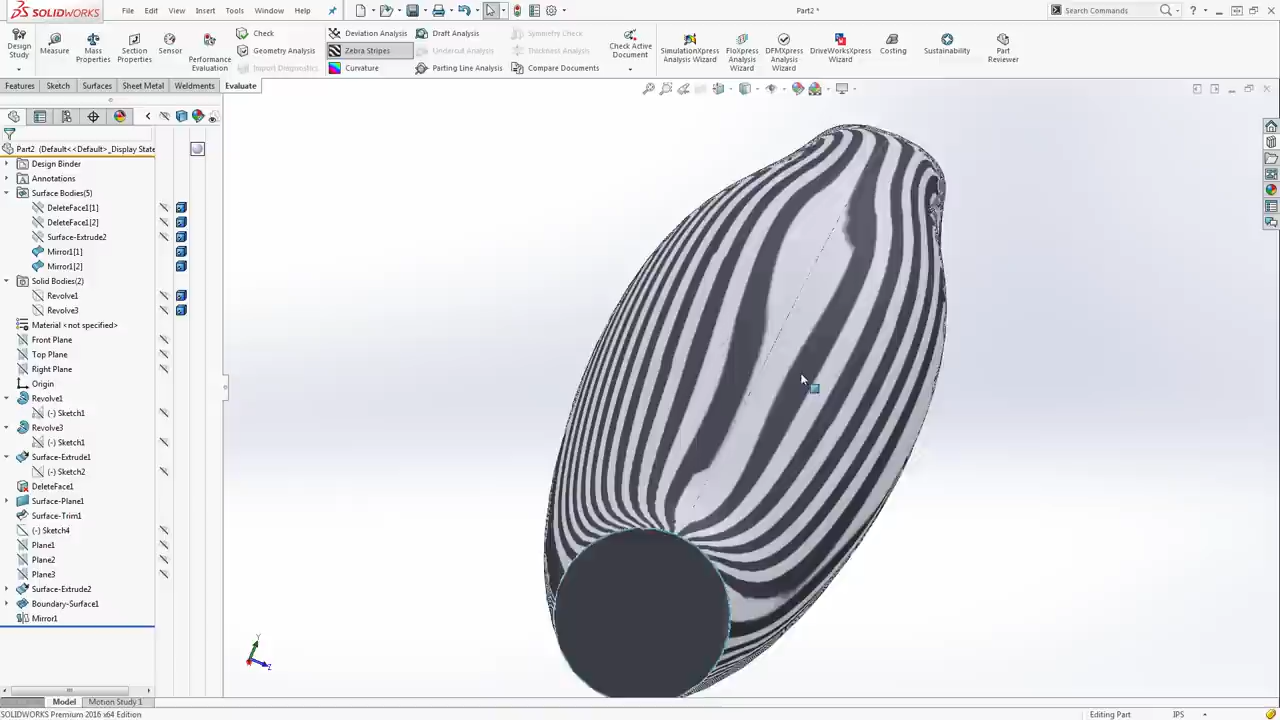 SOLIDWORKS File Edit View Insert Tools Window Help Part2 * Search Commands
Design Study
Measure
Mass Properties
Section Properties
Sensor
Performance Evaluation
Check
Geometry Analysis
Import Diagnostics
Deviation Analysis
Zebra Stripes
Curvature
Draft Analysis
Undercut Analysis
Parting Line Analysis
Symmetry Check
Thickness Analysis
Compare Documents
Check Active Document
SimulationXpress Analysis Wizard
FloXpress Analysis Wizard
DFMXpress Analysis Wizard
DriveWorksXpress Wizard
Costing
Sustainability
Part Reviewer
Features Sketch Surfaces Sheet Metal Weldments Evaluate
Part2 (Default<<Default>_Display State
Design Binder
Annotations
Surface Bodies(5)
DeleteFace1[1]
DeleteFace1[2]
Surface-Extrude2
Mirror1[1]
Mirror1[2]
Solid Bodies(2)
Revolve1
Revolve3
Material <not specified>
Front Plane
Top Plane
Right Plane
Origin
Revolve1
(-) Sketch1
Revolve3
(-) Sketch1
Surface-Extrude1
(-) Sketch2
DeleteFace1
Surface-Plane1
Surface-Trim1
(-) Sketch4
Plane1
Plane2
Plane3
Surface-Extrude2
Boundary-Surface1
Mirror1
Y
Z
Model Motion Study 1
SOLIDWORKS Premium 2016 x64 Edition Editing Part IPS